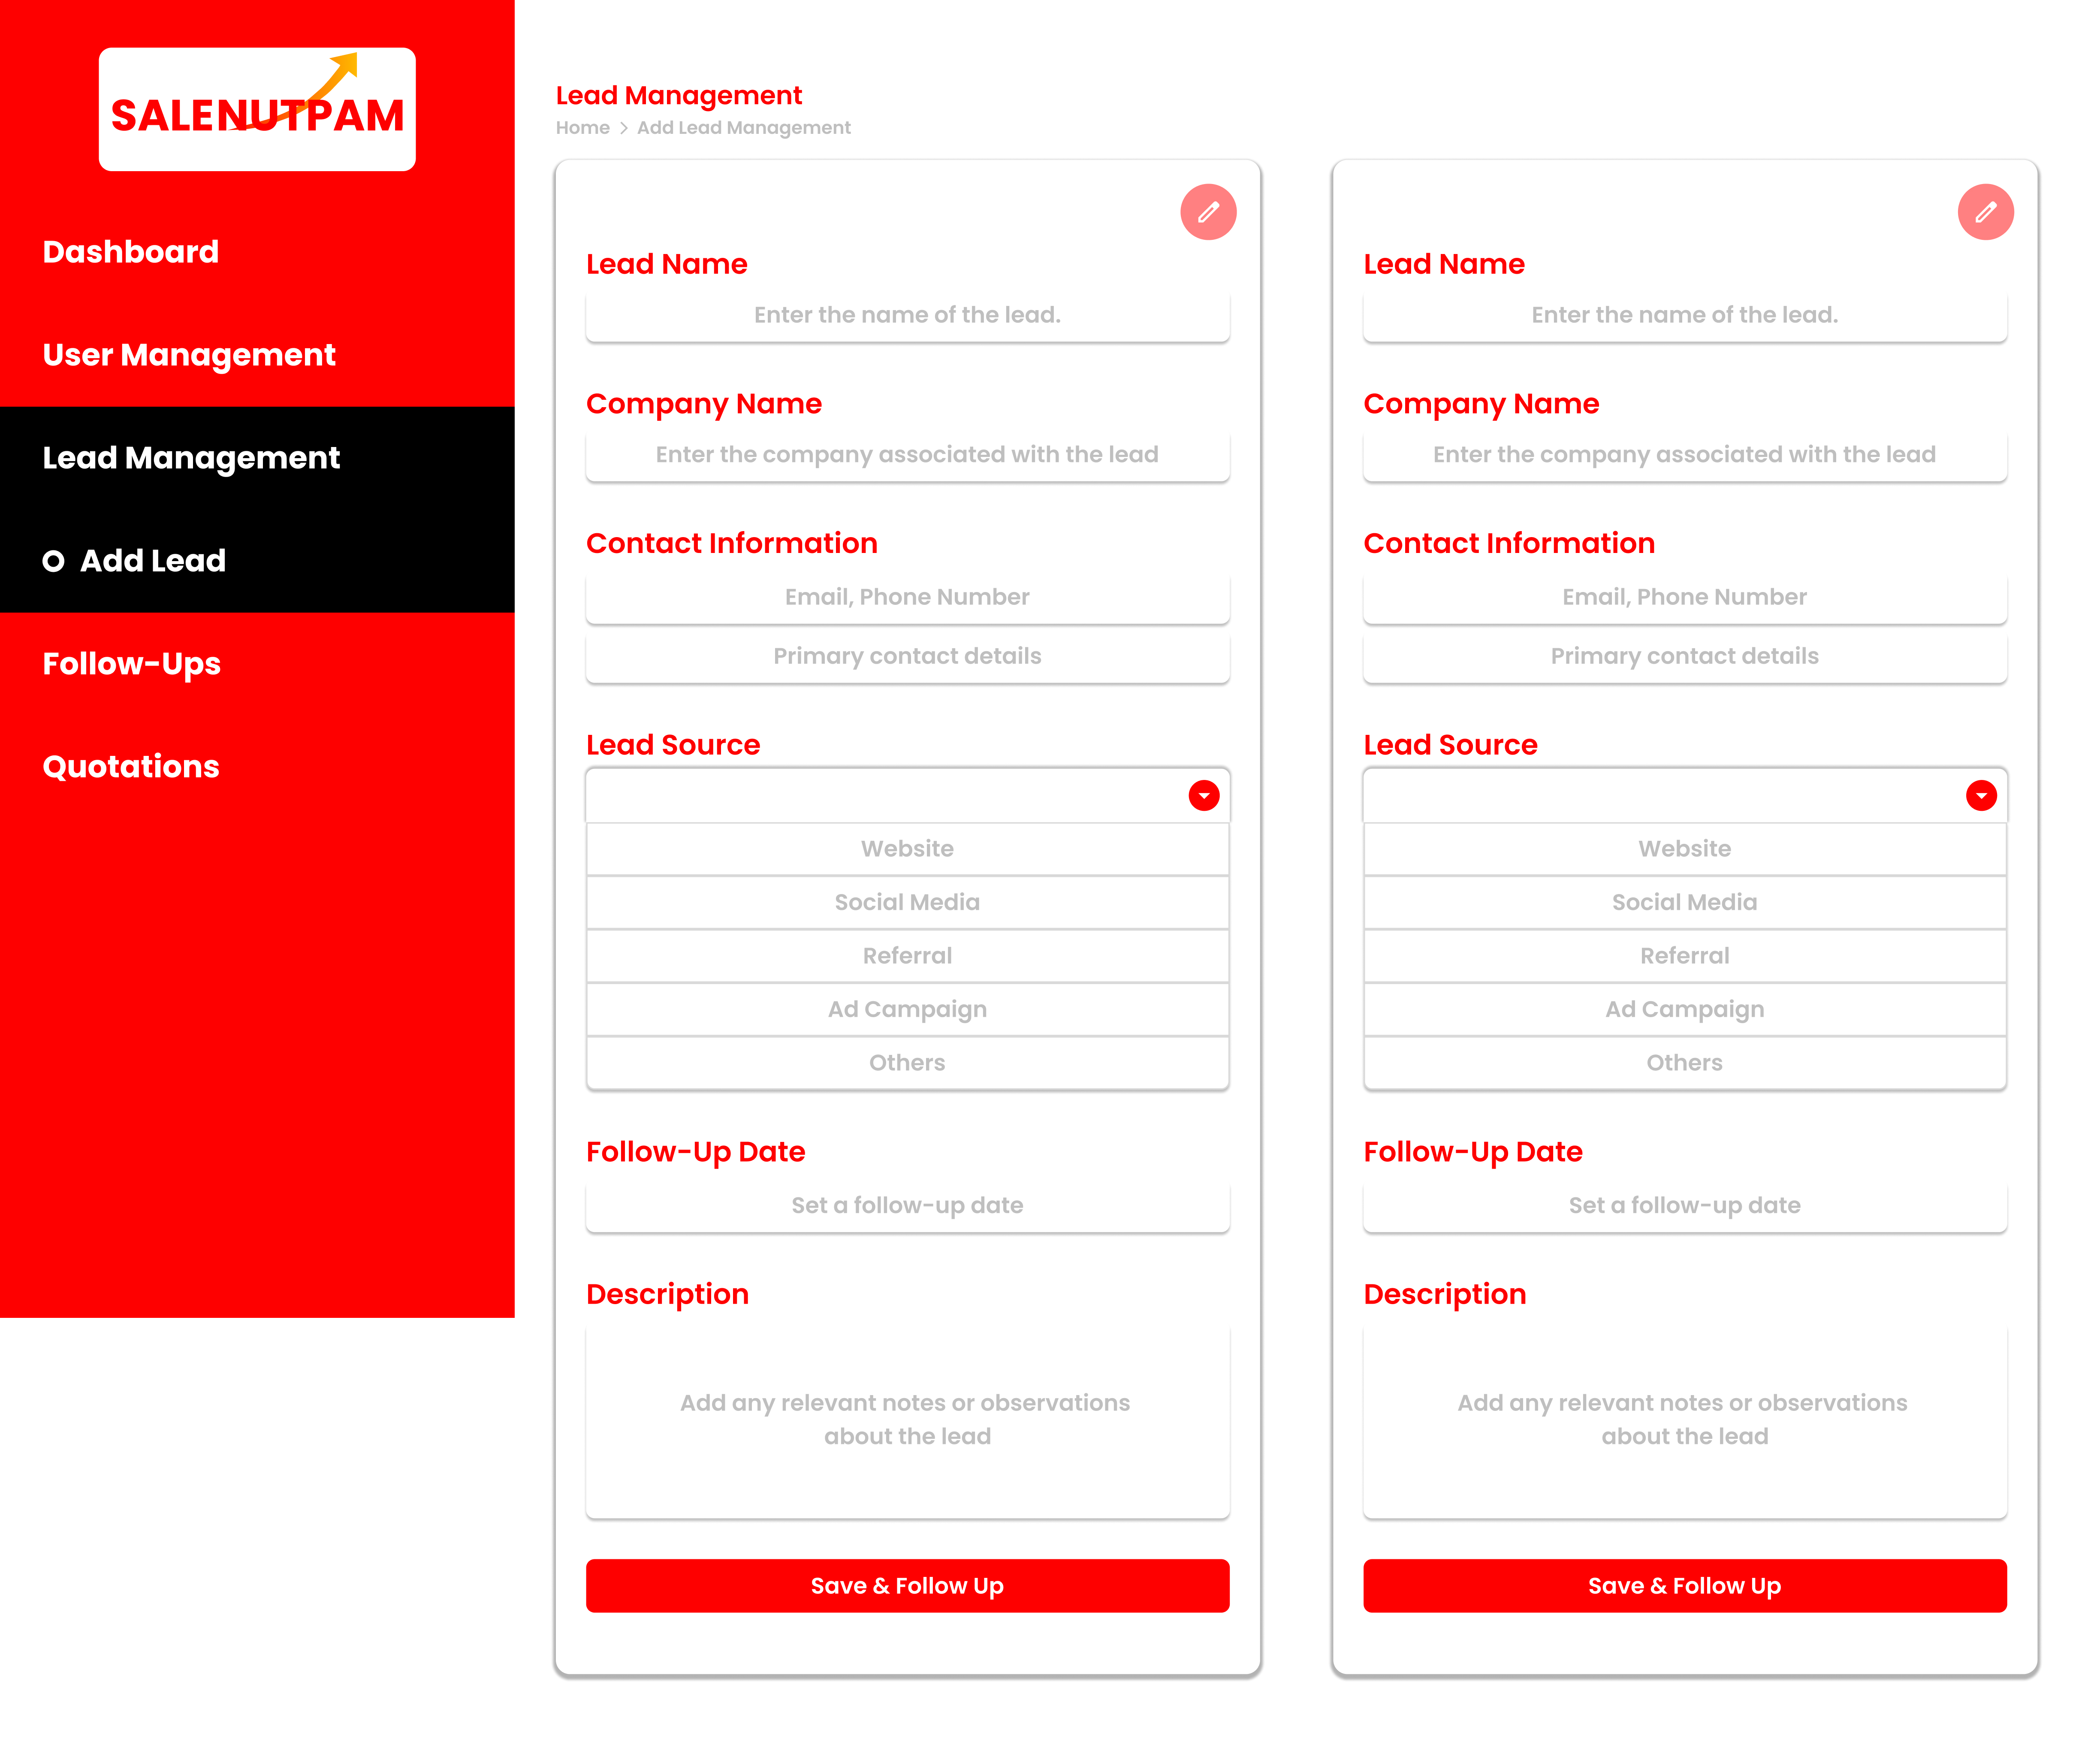 SALENUTPAM
Dashboard
User Management
Lead Management
Add Lead
Follow-Ups
Quotations
Lead Management
Home > Add Lead Management
Lead Name
Enter the name of the lead.
Company Name
Enter the company associated with the lead
Contact Information
Email, Phone Number
Primary contact details
Lead Source
Website
Social Media
Referral
Ad Campaign
Others
Follow-Up Date
Set a follow-up date
Description
Add any relevant notes or observations
about the lead
Save & Follow Up
Lead Name
Enter the name of the lead.
Company Name
Enter the company associated with the lead
Contact Information
Email, Phone Number
Primary contact details
Lead Source
Website
Social Media
Referral
Ad Campaign
Others
Follow-Up Date
Set a follow-up date
Description
Add any relevant notes or observations
about the lead
Save & Follow Up